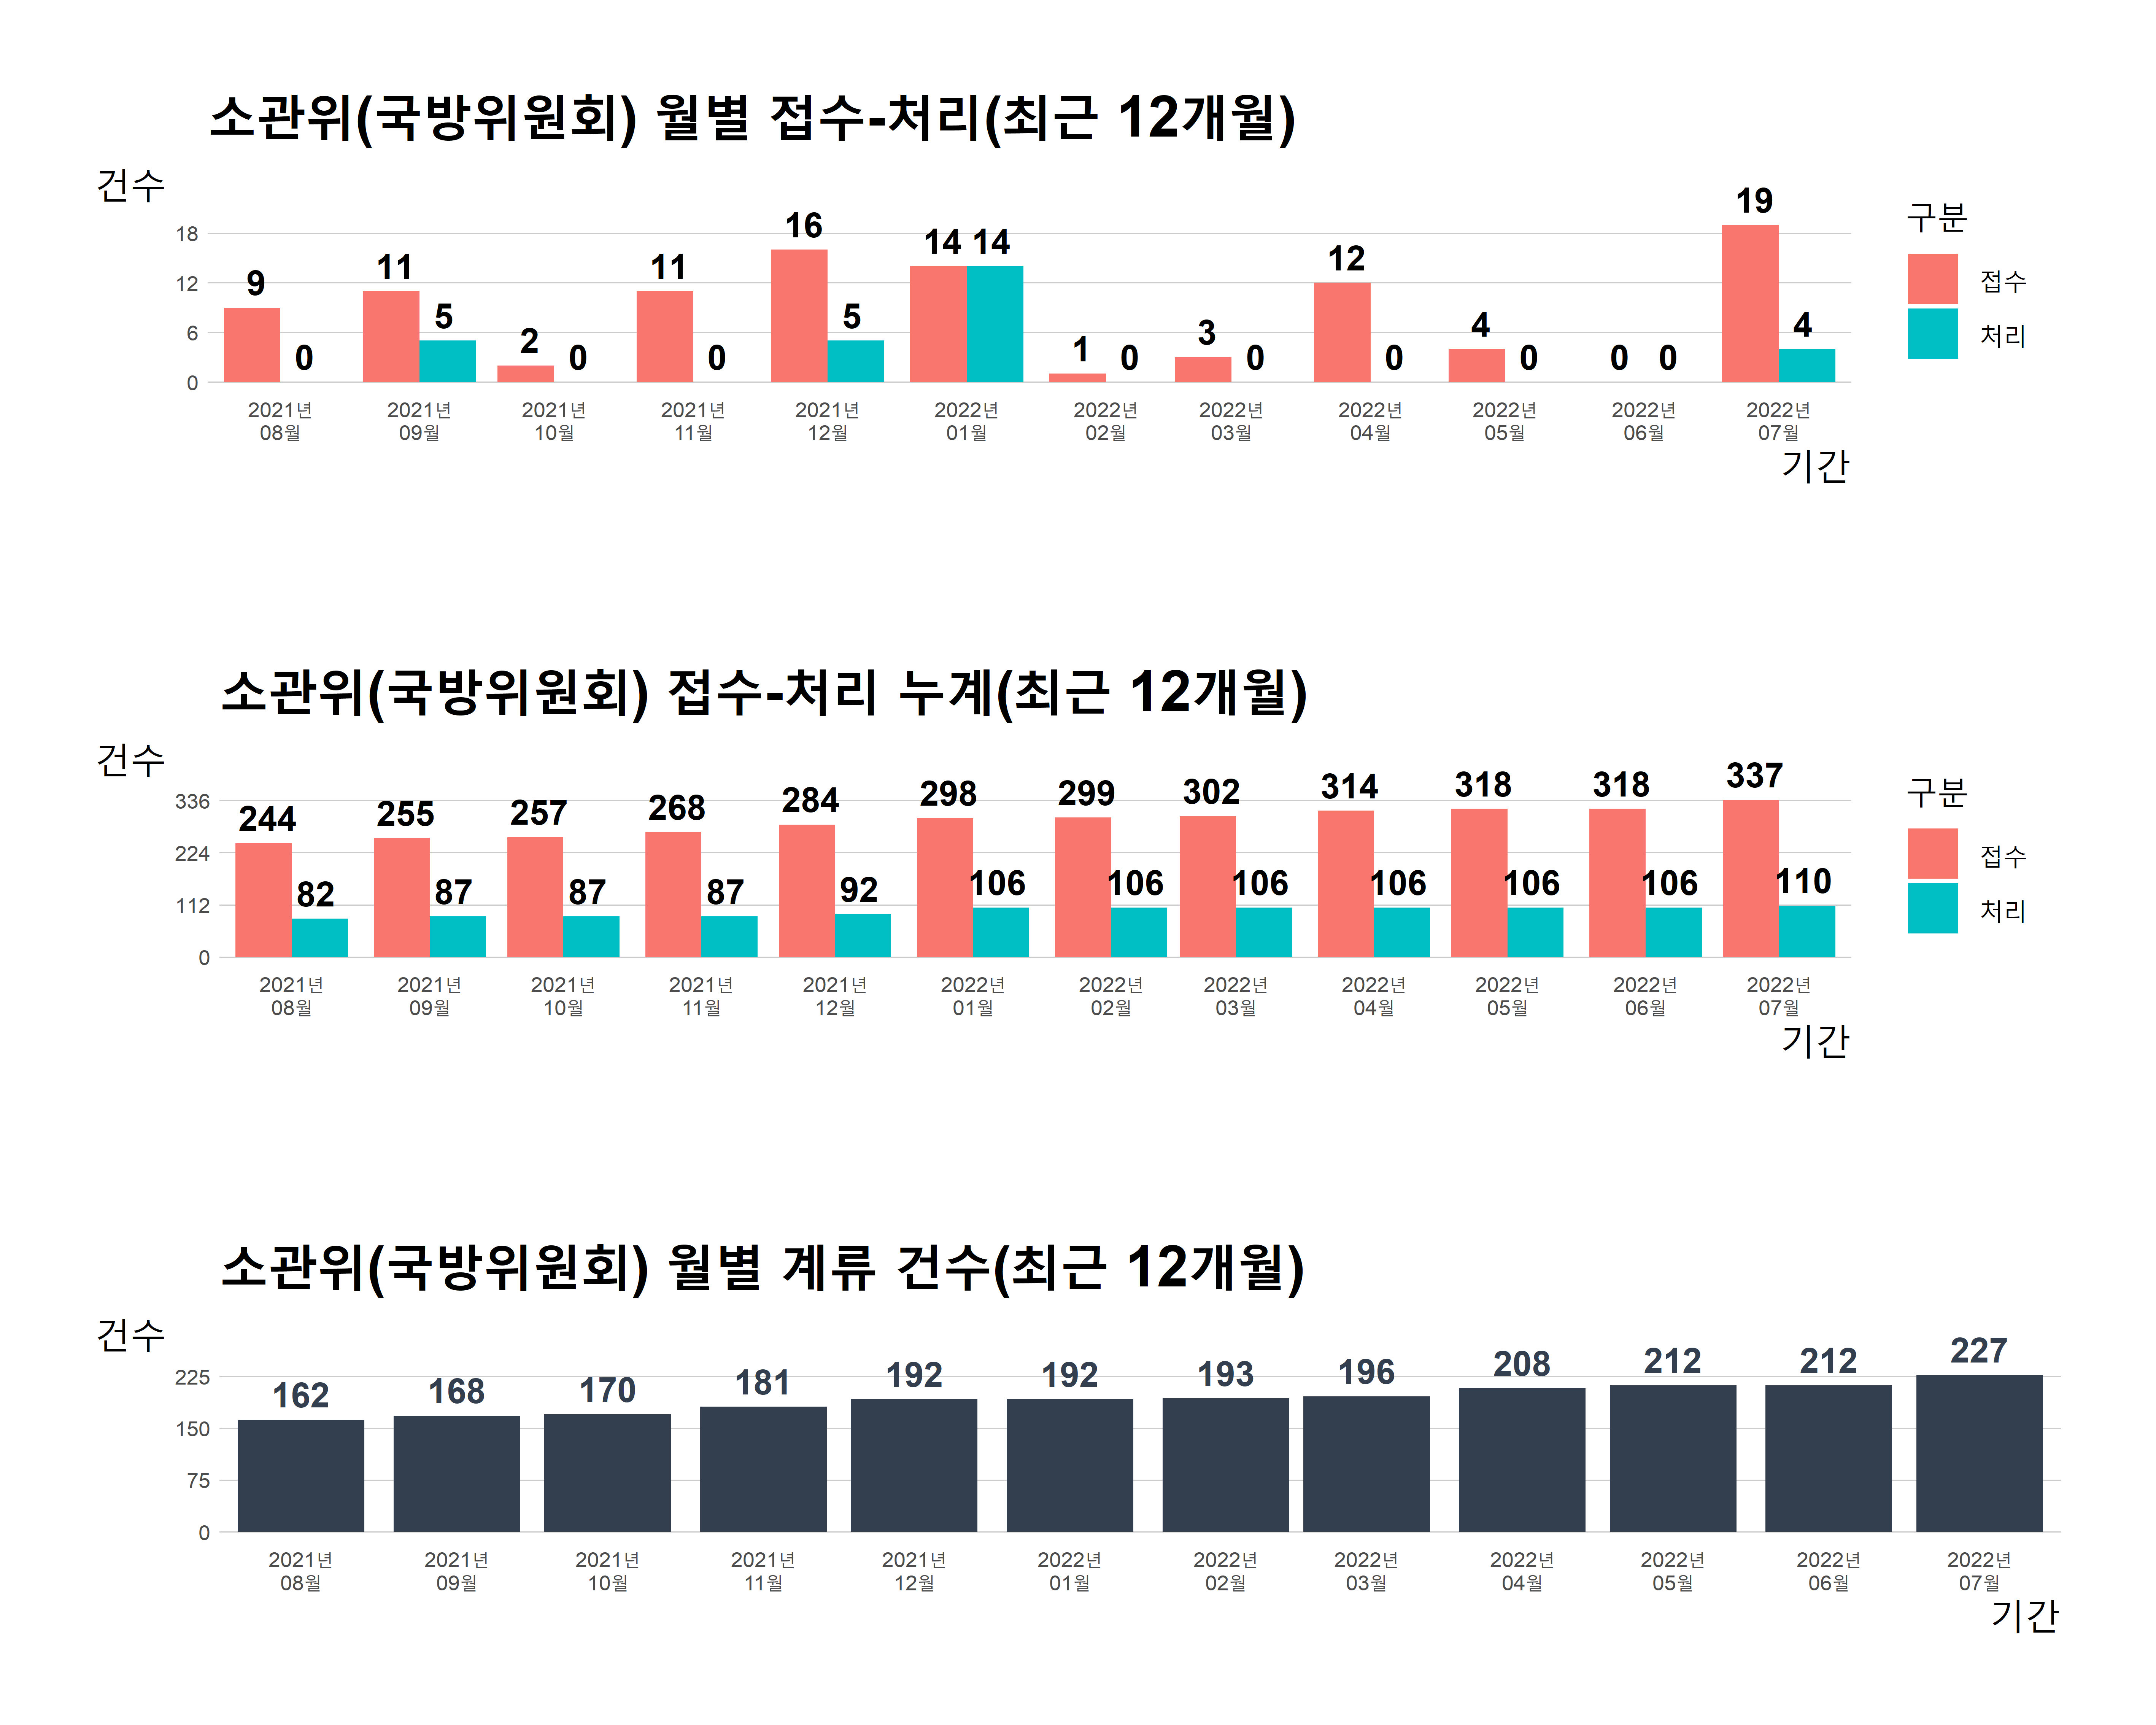 소관위(국방위원회) 월별 접수-처리(최근 12개월)
건수
구분
접수
처리
18
12
6
0
9 0 11 5 2 0 11 0 16 5 14 14 1 0 3 0 12 0 4 0 0 0 19 4
2021년 2021년 2021년 2021년 2021년 2022년 2022년 2022년 2022년 2022년 2022년 2022년
08월 09월 10월 11월 12월 01월 02월 03월 04월 05월 06월 07월
기간
소관위(국방위원회) 접수-처리 누계(최근 12개월)
건수
구분
접수
처리
336
224
112
0
244 82 255 87 257 87 268 87 284 92 298 106 299 106 302 106 314 106 318 106 318 106 337 110
2021년 2021년 2021년 2021년 2021년 2022년 2022년 2022년 2022년 2022년 2022년 2022년
08월 09월 10월 11월 12월 01월 02월 03월 04월 05월 06월 07월
기간
소관위(국방위원회) 월별 계류 건수(최근 12개월)
건수
225
150
75
0
162 168 170 181 192 192 193 196 208 212 212 227
2021년 2021년 2021년 2021년 2021년 2022년 2022년 2022년 2022년 2022년 2022년 2022년
08월 09월 10월 11월 12월 01월 02월 03월 04월 05월 06월 07월
기간